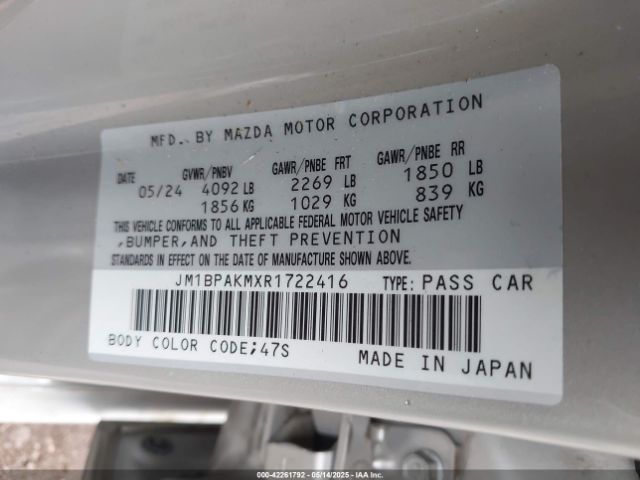 MFD. BY MAZDA MOTOR CORPORATION
DATE GVWR/PNBV GAWR/PNBE FRT GAWR/PNBE RR
05/24 4092 LB 2269 LB 1850 LB
1856 KG 1029 KG 839 KG
THIS VEHICLE CONFORMS TO ALL APPLICABLE FEDERAL MOTOR VEHICLE SAFETY
,BUMPER,AND THEFT PREVENTION
STANDARDS IN EFFECT ON THE DATE OF MANUFACTURE SHOWN ABOVE.
JM1BPAKMXR1722416 TYPE: PASS CAR
BODY COLOR CODE;47S MADE IN JAPAN
000-42261792 - 05/14/2025 - IAAI.COM